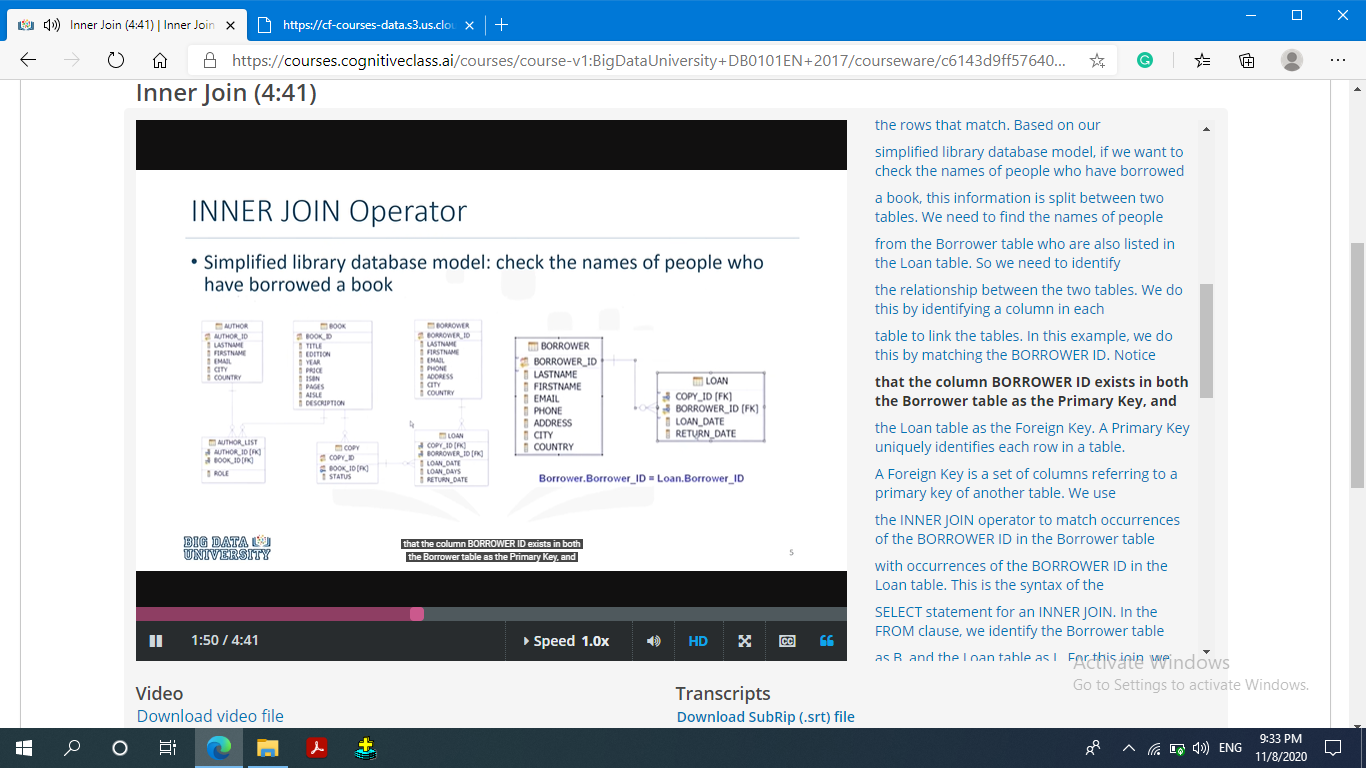 Inner Join (4:41) | Inner Join
https://cf-courses-data.s3.us.clou
https://courses.cognitiveclass.ai/courses/course-v1:BigDataUniversity+DB0101EN+2017/courseware/c6143d9ff57640...
Inner Join (4:41)
INNER JOIN Operator
• Simplified library database model: check the names of people who
have borrowed a book
AUTHOR
AUTHOR_ID
LASTNAME
FIRSTNAME
EMAIL
CITY
COUNTRY
BOOK
BOOK_ID
TITLE
EDITION
YEAR
PRICE
ISBN
PAGES
AISLE
DESCRIPTION
BORROWER
BORROWER_ID
LASTNAME
FIRSTNAME
EMAIL
PHONE
ADDRESS
CITY
COUNTRY
AUTHOR_LIST
AUTHOR_ID [FK]
BOOK_ID [FK]
ROLE
COPY
COPY_ID
BOOK_ID [FK]
STATUS
LOAN
COPY_ID [FK]
BORROWER_ID [FK]
LOAN_DATE
LOAN_DAYS
RETURN_DATE
BORROWER
BORROWER_ID
LASTNAME
FIRSTNAME
EMAIL
PHONE
ADDRESS
CITY
COUNTRY
LOAN
COPY_ID [FK]
BORROWER_ID [FK]
LOAN_DATE
RETURN_DATE
Borrower.Borrower_ID = Loan.Borrower_ID
BIG DATA
UNIVERSITY
that the column BORROWER ID exists in both
the Borrower table as the Primary Key, and
5
1:50 / 4:41
Speed 1.0x
HD
CC
the rows that match. Based on our
simplified library database model, if we want to
check the names of people who have borrowed
a book, this information is split between two
tables. We need to find the names of people
from the Borrower table who are also listed in
the Loan table. So we need to identify
the relationship between the two tables. We do
this by identifying a column in each
table to link the tables. In this example, we do
this by matching the BORROWER ID. Notice
that the column BORROWER ID exists in both
the Borrower table as the Primary Key, and
the Loan table as the Foreign Key. A Primary Key
uniquely identifies each row in a table.
A Foreign Key is a set of columns referring to a
primary key of another table. We use
the INNER JOIN operator to match occurrences
of the BORROWER ID in the Borrower table
with occurrences of the BORROWER ID in the
Loan table. This is the syntax of the
SELECT statement for an INNER JOIN. In the
FROM clause, we identify the Borrower table
as B, and the Loan table as L. For this join, we
Activate Windows
Go to Settings to activate Windows.
Video
Download video file
Transcripts
Download SubRip (.srt) file
ENG
9:33 PM
11/8/2020